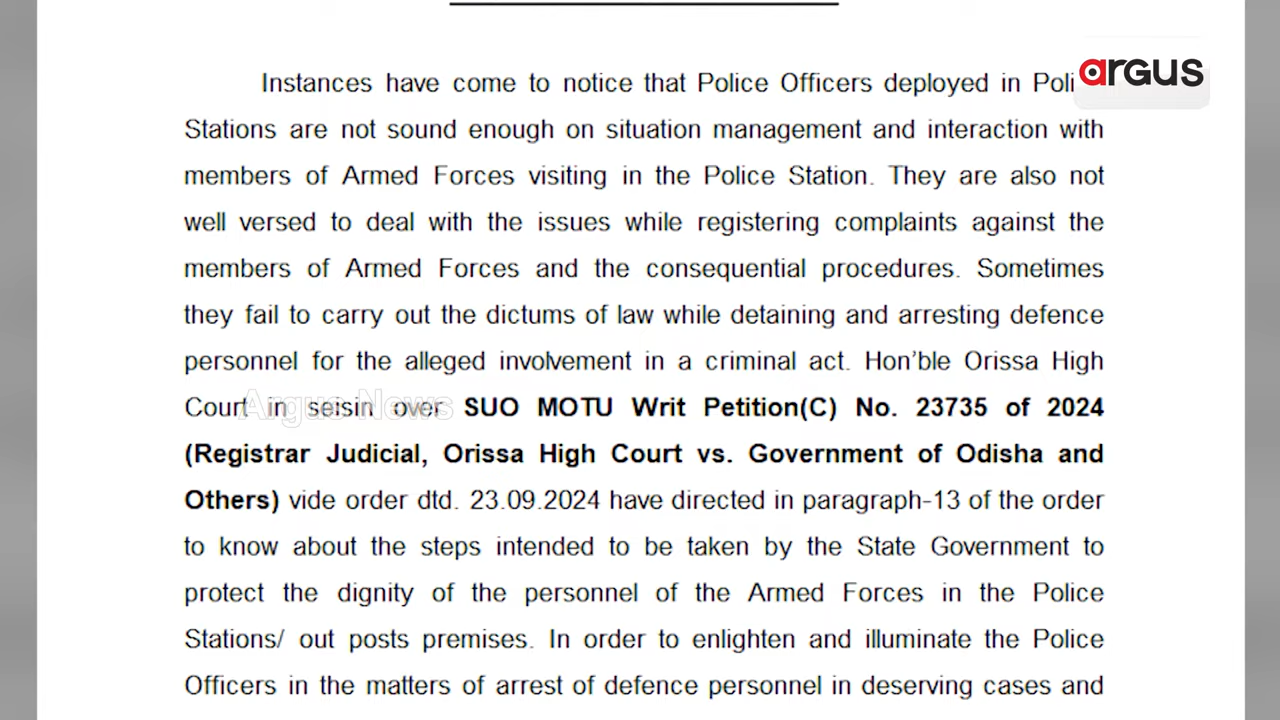 argus
Instances have come to notice that Police Officers deployed in Poli
Stations are not sound enough on situation management and interaction with
members of Armed Forces visiting in the Police Station. They are also not
well versed to deal with the issues while registering complaints against the
members of Armed Forces and the consequential procedures. Sometimes
they fail to carry out the dictums of law while detaining and arresting defence
personnel for the alleged involvement in a criminal act. Hon’ble Orissa High
Court in seisin over SUO MOTU Writ Petition(C) No. 23735 of 2024
Argus News
(Registrar Judicial, Orissa High Court vs. Government of Odisha and
Others) vide order dtd. 23.09.2024 have directed in paragraph-13 of the order
to know about the steps intended to be taken by the State Government to
protect the dignity of the personnel of the Armed Forces in the Police
Stations/ out posts premises. In order to enlighten and illuminate the Police
Officers in the matters of arrest of defence personnel in deserving cases and